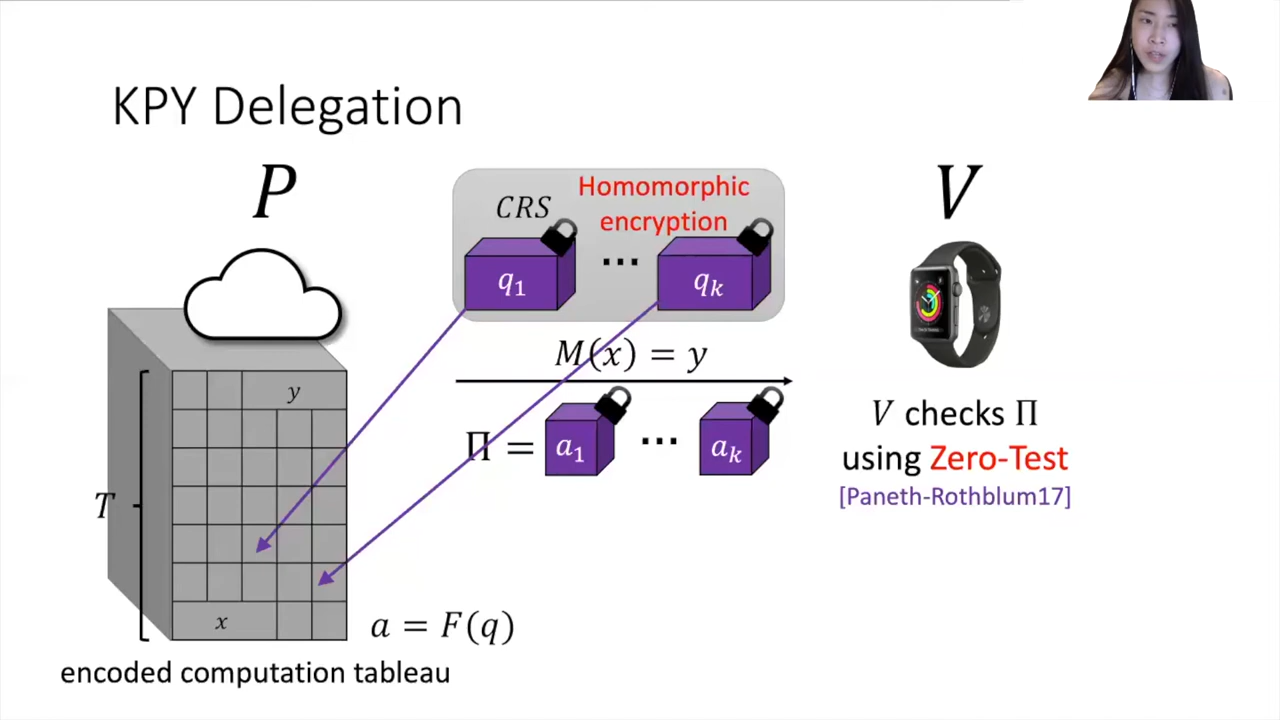 KPY Delegation
P
CRS
Homomorphic
encryption
q₁ ... qₖ
V
M(x) = y
Π = a₁ ... aₖ
V checks Π
using Zero-Test
[Paneth-Rothblum17]
y
T
x
a = F(q)
encoded computation tableau